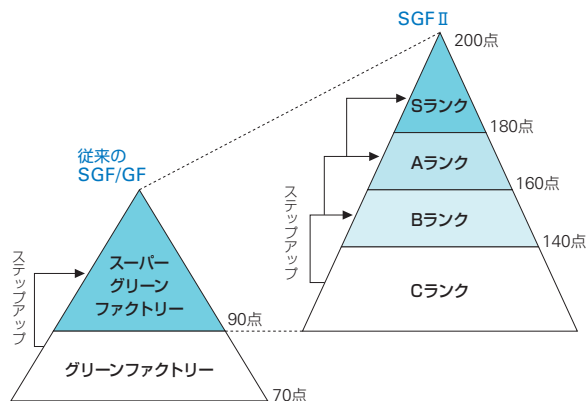 従来の
SGF/GF
スーパー
グリーン
ファクトリー
グリーンファクトリー
ステップアップ
90点
70点
SGFⅡ
200点
Sランク
180点
Aランク
160点
Bランク
140点
Cランク
ステップアップ